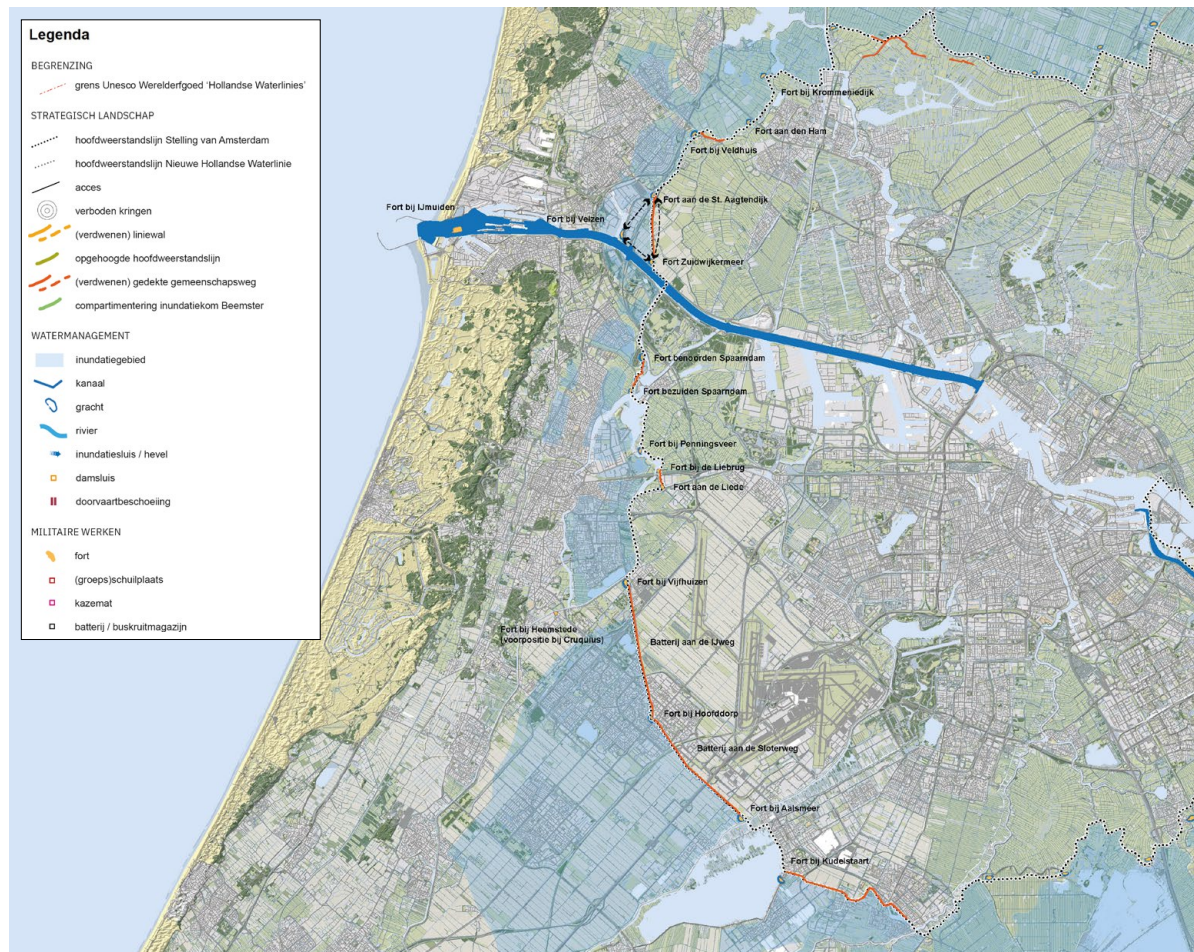 Legenda
BEGRENZING
grens Unesco Werelderfgoed 'Hollandse Waterlinies'
STRATEGISCH LANDSCHAP
hoofdweerstandslijn Stelling van Amsterdam
hoofdweerstandslijn Nieuwe Hollandse Waterlinie
acces
verboden kringen
(verdwenen) liniewal
opgehoogde hoofdweerstandslijn
(verdwenen) gedekte gemeenschapsweg
compartimentering inundatiekom Beemster
WATERMANAGEMENT
inundatiegebied
kanaal
gracht
rivier
inundatiesluis / hevel
damsluis
doorvaartbeschoeiing
MILITAIRE WERKEN
fort
(groeps)schuilplaats
kazemat
batterij / buskruitmagazijn
Fort bij Krommeniedijk
Fort aan den Ham
Fort bij Veldhuis
Fort aan de St. Aagtendijk
Fort bij IJmuiden
Fort bij Velzen
Fort Zuidwijkermeer
Fort benoorden Spaarndam
Fort bezuiden Spaarndam
Fort bij Penningsveer
Fort bij de Liebrug
Fort aan de Liede
Fort bij Vijfhuizen
Fort bij Heemstede
(voorpositie bij Cruquius)
Batterij aan de IJweg
Fort bij Hoofddorp
Batterij aan de Sloterweg
Fort bij Aalsmeer
Fort bij Kudelstaart